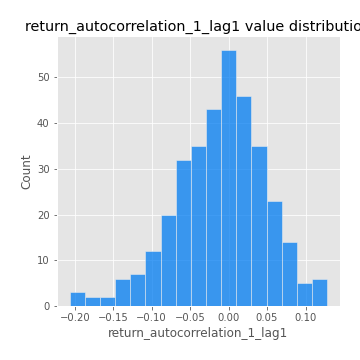 return_autocorrelation_1_lag1 value distribution
50
40
30
20
10
0
Count
−0.20 −0.15 −0.10 −0.05 0.00 0.05 0.10
return_autocorrelation_1_lag1